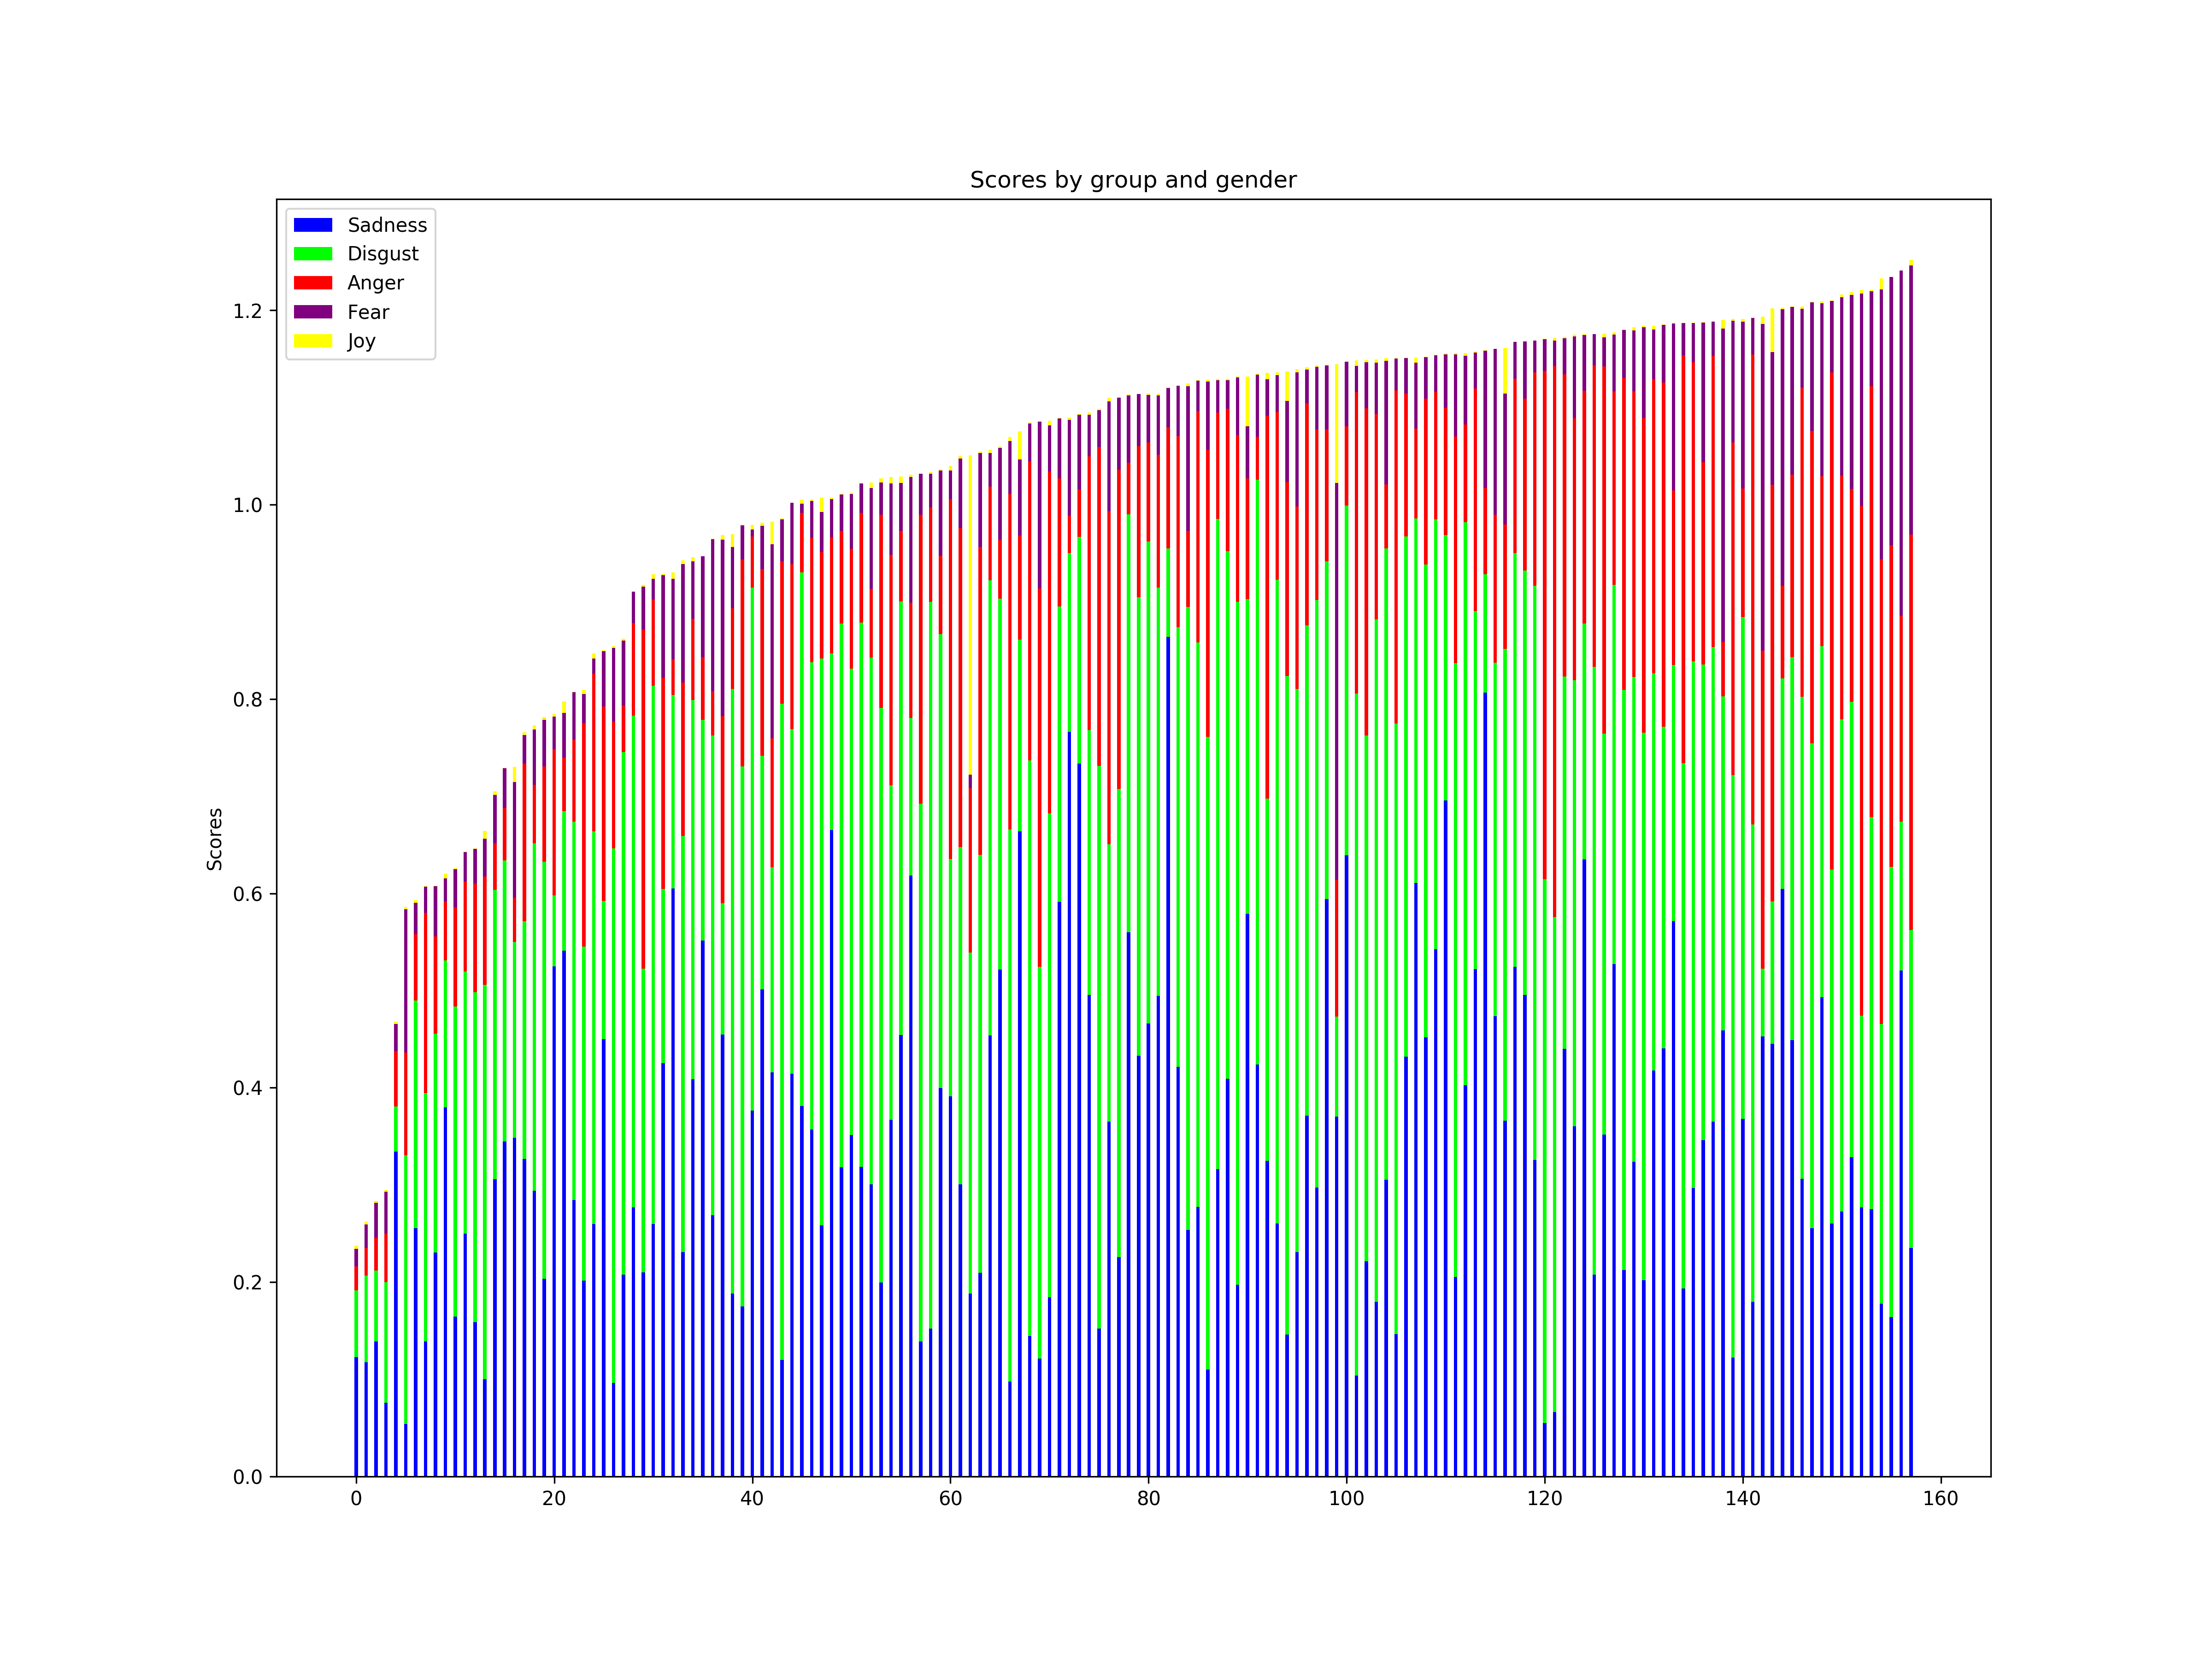 Scores by group and gender
Sadness
Disgust
Anger
Fear
Joy
1.2
1.0
0.8
0.6
0.4
0.2
0.0
Scores
0 20 40 60 80 100 120 140 160